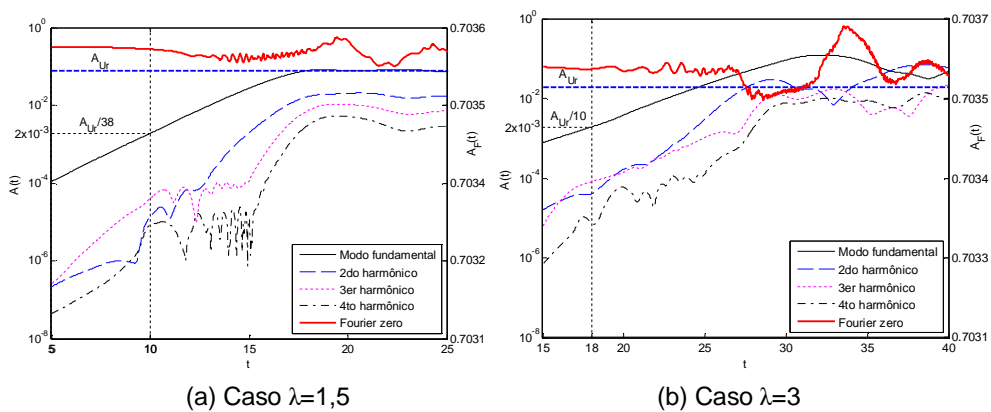 10^0
10^-2
2x10^-3
10^-4
10^-6
10^-8
A(t)
A_Ur
A_Ur/38
0.7036
0.7035
0.7034
0.7032
0.7031
A_F(t)
5
10
15
20
25
t
Modo fundamental
2do harmônico
3er harmônico
4to harmônico
Fourier zero
(a) Caso λ=1,5
10^0
10^-2
2x10^-3
10^-4
10^-6
10^-8
A(t)
A_Ur
A_Ur/10
0.7037
0.7035
0.7034
0.7033
0.7031
A_F(t)
15
18
20
25
30
35
40
t
Modo fundamental
2do harmônico
3er harmônico
4to harmônico
Fourier zero
(b) Caso λ=3